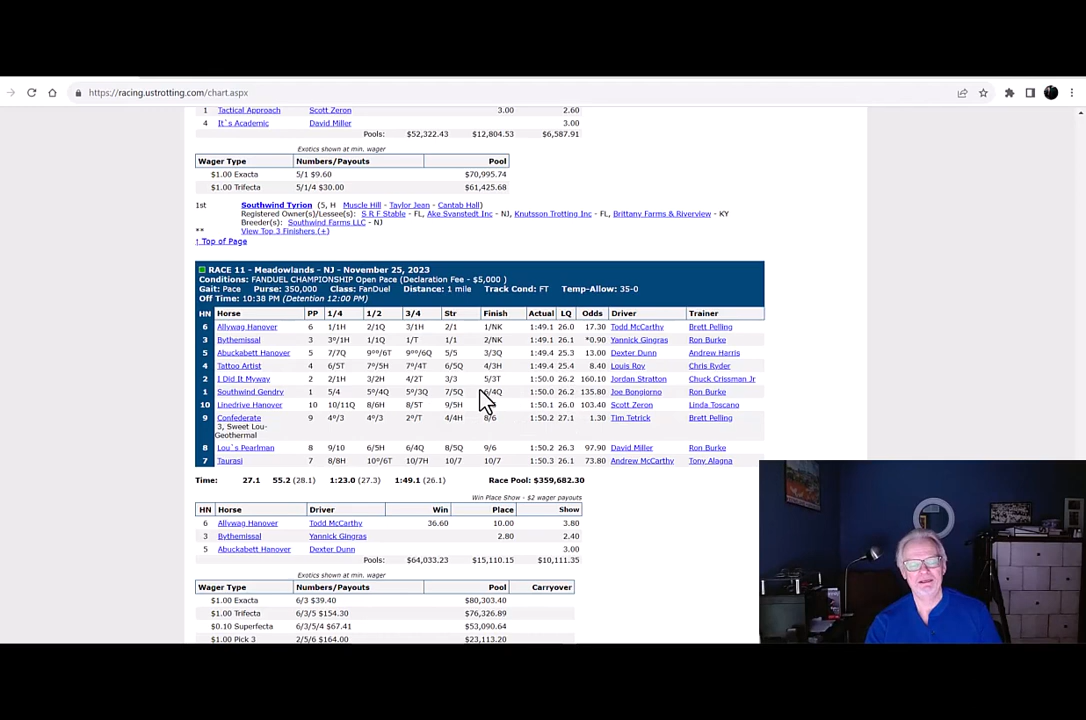 https://racing.ustrotting.com/chart.aspx
1 Tactical Approach Scott Zeron 3.00 2.60
4 It`s Academic David Miller 3.00
Pools: $52,322.43 $12,804.53 $6,587.91
Exotics shown at min. wager
Wager Type Numbers/Payouts Pool
$1.00 Exacta 5/1 $9.60 $70,995.74
$1.00 Trifecta 5/1/4 $30.00 $61,425.68
1st Southwind Tyrion (5, H Muscle Hill - Taylor Jean - Cantab Hall)
Registered Owner(s)/Lessee(s): S R F Stable - FL, Ake Svanstedt Inc - NJ, Knutsson Trotting Inc - FL, Brittany Farms & Riverview - KY
Breeder(s): Southwind Farms LLC - NJ)
** View Top 3 Finishers (+)
↑ Top of Page
RACE 11 - Meadowlands - NJ - November 25, 2023
Conditions: FANDUEL CHAMPIONSHIP Open Pace (Declaration Fee - $5,000 )
Gait: Pace Purse: 350,000 Class: FanDuel Distance: 1 mile Track Cond: FT Temp-Allow: 35-0
Off Time: 10:38 PM (Detention 12:00 PM)
HN Horse PP 1/4 1/2 3/4 Str Finish Actual LQ Odds Driver Trainer
6 Allywag Hanover 6 1/1H 2/1Q 3/1H 2/1 1/NK 1:49.1 26.0 17.30 Todd McCarthy Brett Pelling
3 Bythemissal 3 3º/1H 1/1Q 1/T 1/1 2/NK 1:49.1 26.1 *0.90 Yannick Gingras Ron Burke
5 Abuckabett Hanover 5 7/7Q 9ºº/6T 9ºº/6Q 5/5 3/3Q 1:49.4 25.3 13.00 Dexter Dunn Andrew Harris
4 Tattoo Artist 4 6/5T 7º/5H 7º/4T 6/5Q 4/3H 1:49.4 25.4 8.40 Louis Roy Chris Ryder
2 I Did It Myway 2 2/1H 3/2H 4/2T 3/3 5/3T 1:50.0 26.2 160.10 Jordan Stratton Chuck Crissman Jr
1 Southwind Gendry 1 5/4 5º/4Q 5º/3Q 7/5Q 6/4Q 1:50.0 26.2 135.80 Joe Bongiorno Ron Burke
10 Linedrive Hanover 10 10/11Q 8/6H 8/5T 9/5H 1:50.1 26.0 103.40 Scott Zeron Linda Toscano
9 Confederate 9 4º/3 4º/3 2º/T 4/4H 8/6 1:50.2 27.1 1.30 Tim Tetrick Brett Pelling
3, Sweet Lou-
Geothermal
8 Lou`s Pearlman 8 9/10 6/5H 6/4Q 8/5Q 9/6 1:50.2 26.3 97.90 David Miller Ron Burke
7 Taurasi 7 8/8H 10º/6T 10/7H 10/7 10/7 1:50.3 26.1 73.80 Andrew McCarthy Tony Alagna
Time: 27.1 55.2 (28.1) 1:23.0 (27.3) 1:49.1 (26.1) Race Pool: $359,682.30
Win Place Show - $2 wager payouts
HN Horse Driver Win Place Show
6 Allywag Hanover Todd McCarthy 36.60 10.00 3.80
3 Bythemissal Yannick Gingras 2.80 2.40
5 Abuckabett Hanover Dexter Dunn 3.00
Pools: $64,033.23 $15,110.15 $10,111.35
Exotics shown at min. wager
Wager Type Numbers/Payouts Pool Carryover
$1.00 Exacta 6/3 $39.40 $80,303.40
$1.00 Trifecta 6/3/5 $154.30 $76,326.89
$0.10 Superfecta 6/3/5/4 $67.41 $53,090.64
$1.00 Pick 3 2/5/6 $164.00 $23,113.20